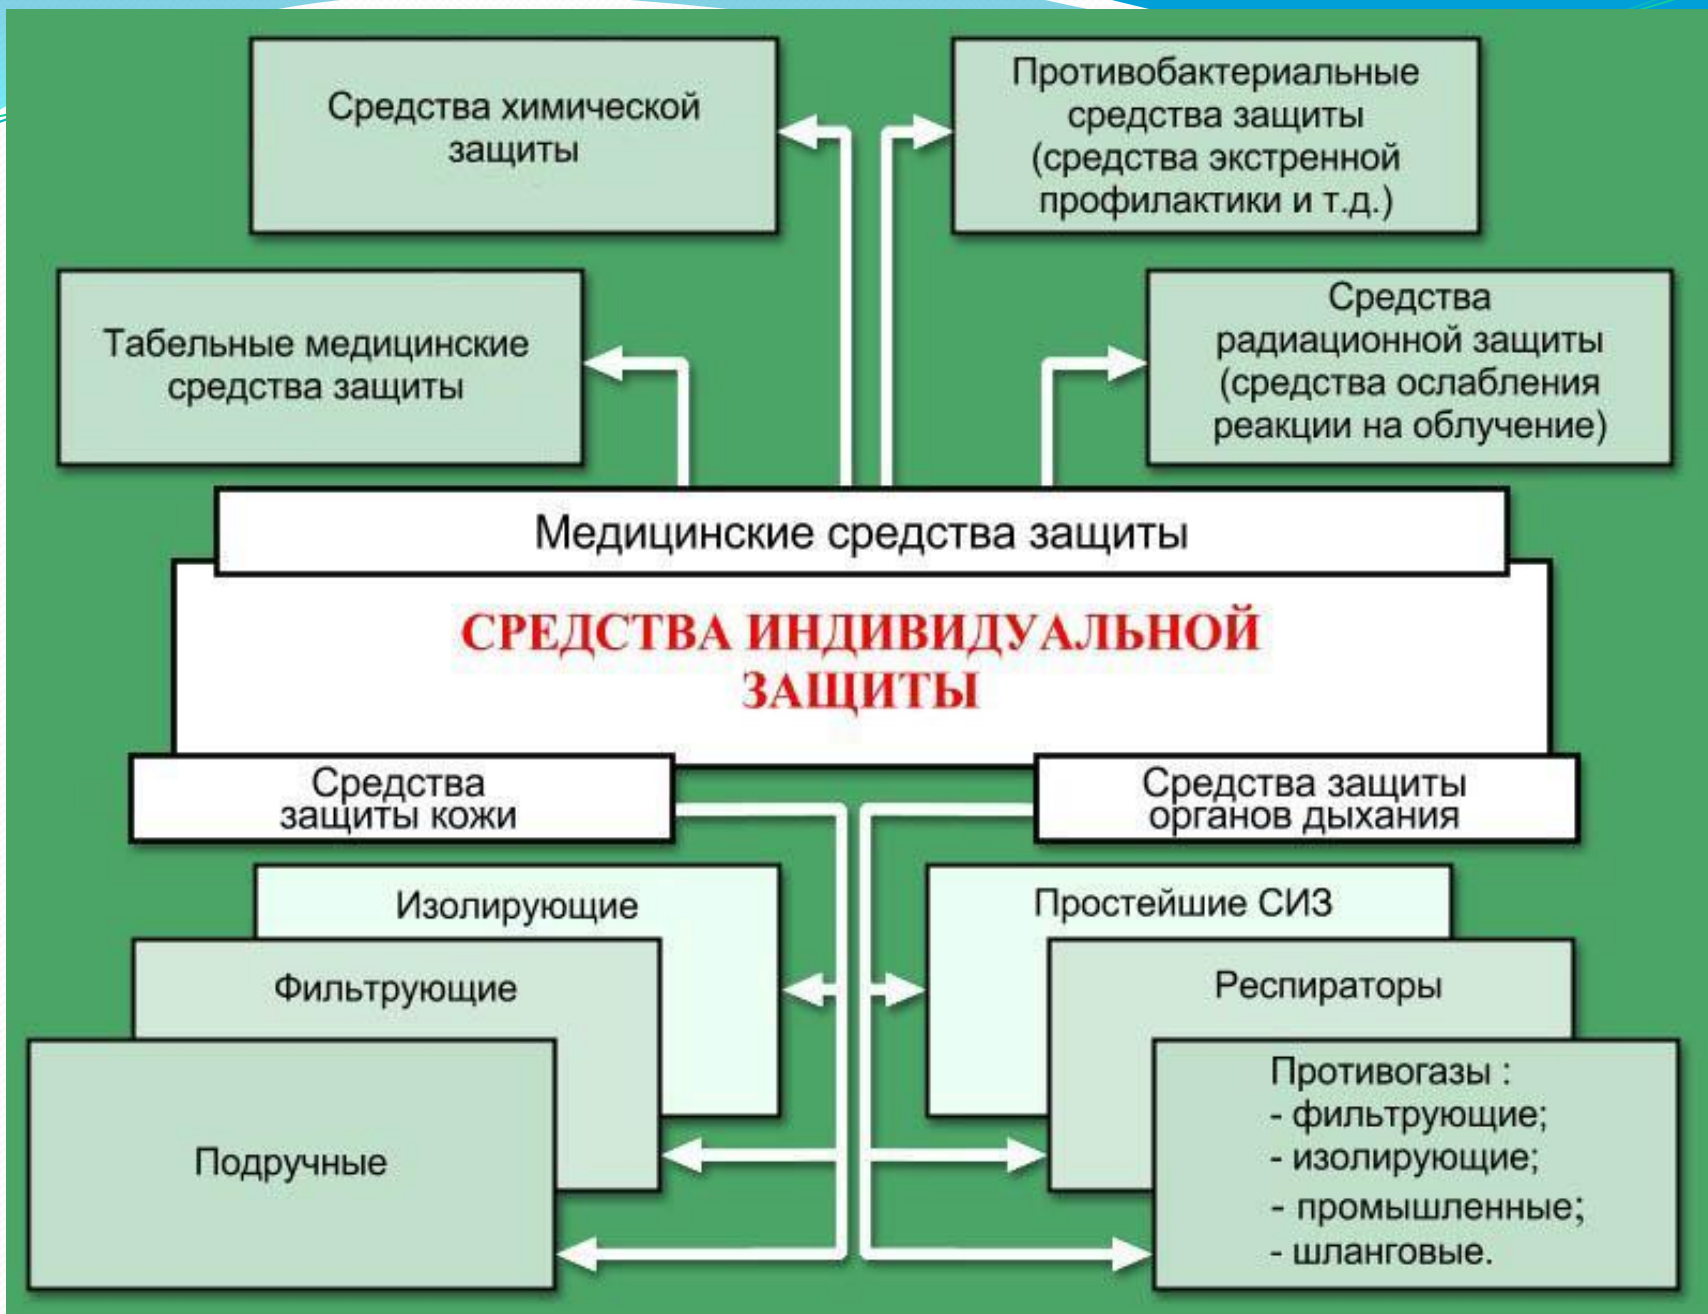 Средства химической
защиты
Противобактериальные
средства защиты
(средства экстренной
профилактики и т.д.)
Табельные медицинские
средства защиты
Средства
радиационной защиты
(средства ослабления
реакции на облучение)
Медицинские средства защиты
СРЕДСТВА ИНДИВИДУАЛЬНОЙ
ЗАЩИТЫ
Средства
защиты кожи
Средства защиты
органов дыхания
Изолирующие
Фильтрующие
Подручные
Простейшие СИЗ
Респираторы
Противогазы :
- фильтрующие;
- изолирующие;
- промышленные;
- шланговые.